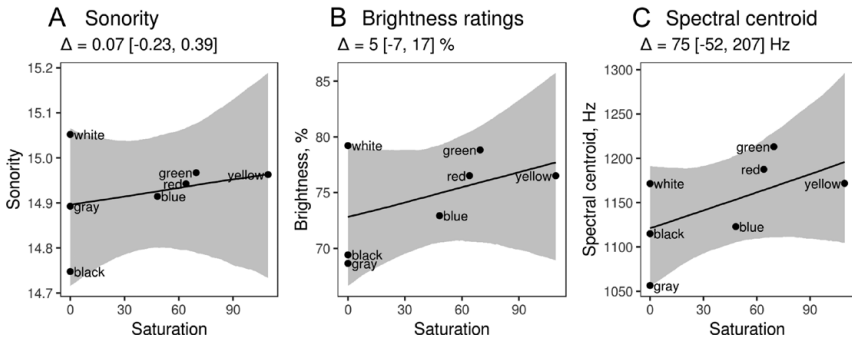 A Sonority
Δ = 0.07 [-0.23, 0.39]
15.2
15.1
15.0
14.9
14.8
14.7
Sonority
white
gray
black
green
red
blue
yellow
0 30 60 90
Saturation
B Brightness ratings
Δ = 5 [-7, 17] %
85
80
75
70
Brightness, %
white
black
gray
green
red
blue
yellow
0 30 60 90
Saturation
C Spectral centroid
Δ = 75 [-52, 207] Hz
1300
1250
1200
1150
1100
1050
Spectral centroid, Hz
white
black
gray
green
red
blue
yellow
0 30 60 90
Saturation